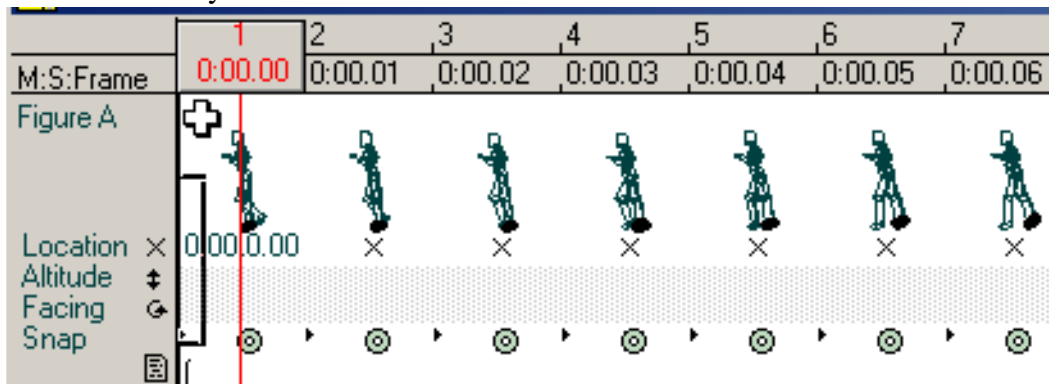 1 2 3 4 5 6 7
M:S:Frame 0:00.00 0:00.01 0:00.02 0:00.03 0:00.04 0:00.05 0:00.06
Figure A
Location 0.00,0.00
Altitude
Facing
Snap